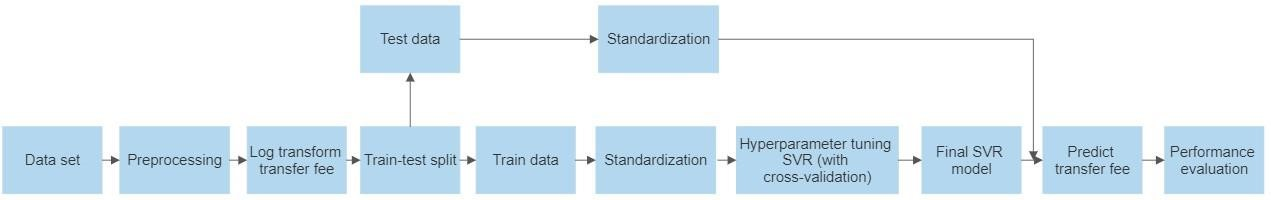 Test data
Standardization
Data set
Preprocessing
Log transform
transfer fee
Train-test split
Train data
Standardization
Hyperparameter tuning
SVR (with
cross-validation)
Final SVR
model
Predict
transfer fee
Performance
evaluation